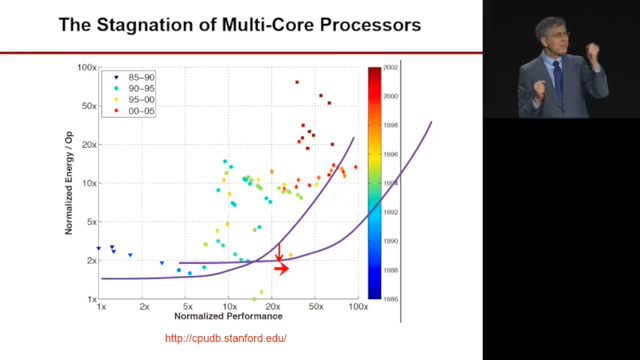 The Stagnation of Multi-Core Processors
100x
50x
20x
10x
5x
2x
1x
Normalized Energy / Op
85–90
90–95
95–00
00–05
1x
2x
5x
10x
20x
50x
100x
Normalized Performance
2002
2000
1998
1996
1994
1992
1990
1988
1986
http://cpudb.stanford.edu/